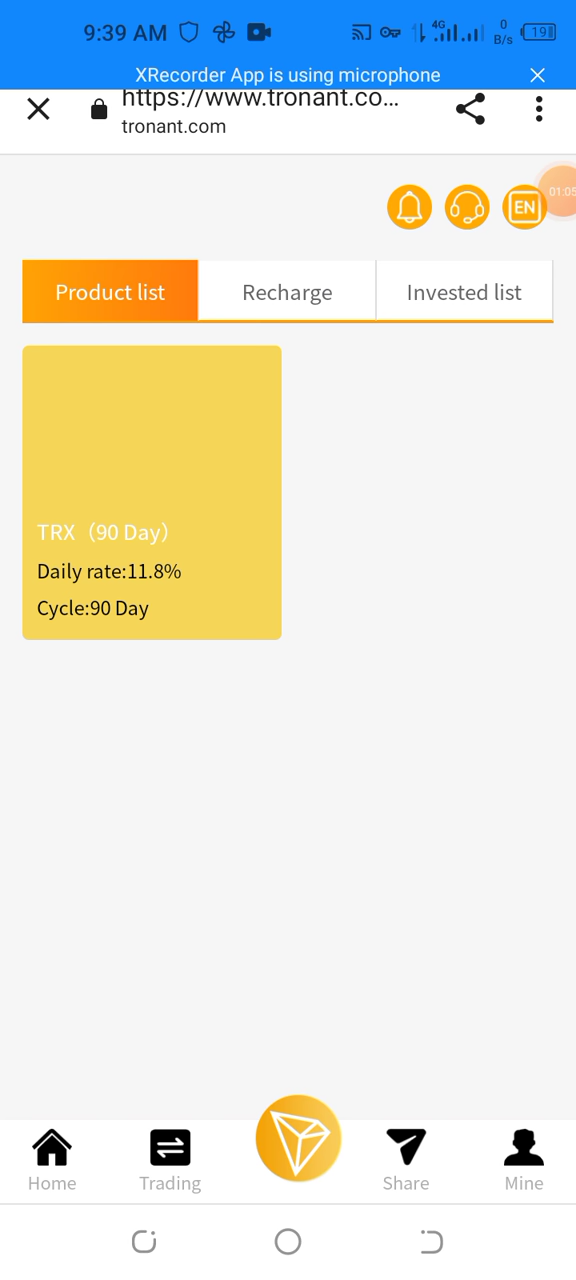 9:39 AM
4G
0
B/s
19
XRecorder App is using microphone
https://www.tronant.co...
tronant.com
01:05
EN
Product list
Recharge
Invested list
TRX（90 Day）
Daily rate:11.8%
Cycle:90 Day
Home
Trading
Share
Mine